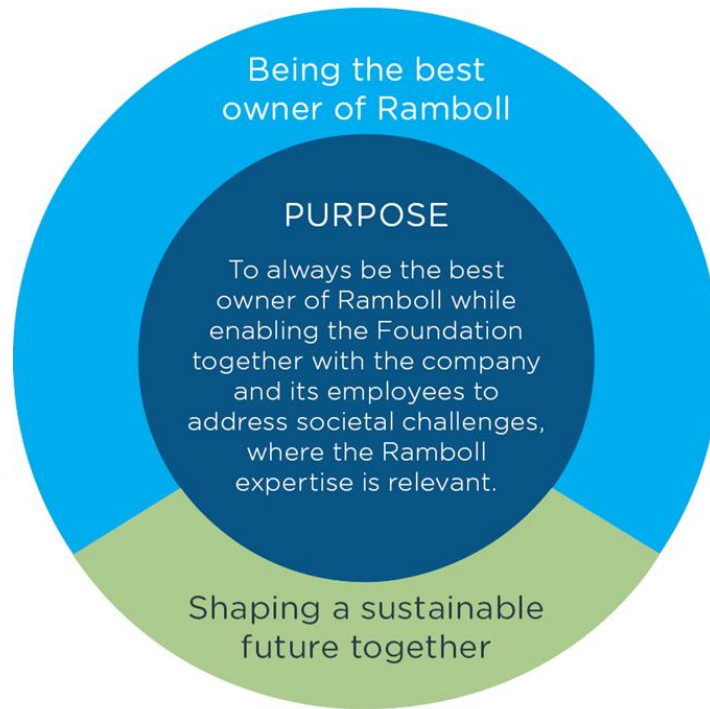 Being the best
owner of Ramboll
PURPOSE
To always be the best
owner of Ramboll while
enabling the Foundation
together with the company
and its employees to
address societal challenges,
where the Ramboll
expertise is relevant.
Shaping a sustainable
future together